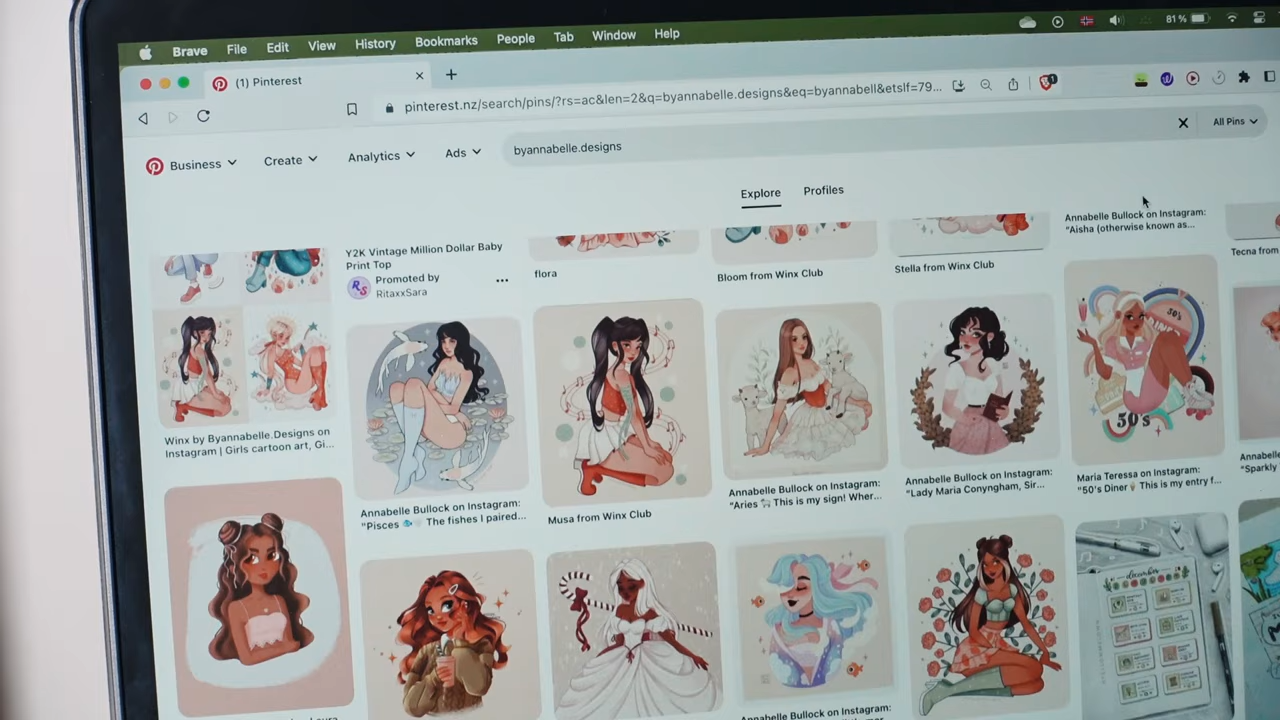 Brave File Edit View History Bookmarks People Tab Window Help
81 %
(1) Pinterest
pinterest.nz/search/pins/?rs=ac&len=2&q=byannabelle.designs&eq=byannabell&etslf=79...
Business Create Analytics Ads
byannabelle.designs
All Pins
Explore Profiles
Y2K Vintage Million Dollar Baby
Print Top
Promoted by
RitaxxSara
RS
flora
Bloom from Winx Club
Stella from Winx Club
Annabelle Bullock on Instagram:
"Aisha (otherwise known as...
Tecna from
Winx by Byannabelle.Designs on
Instagram | Girls cartoon art, Gi...
Annabelle Bullock on Instagram:
"Pisces The fishes I paired...
Musa from Winx Club
Annabelle Bullock on Instagram:
"Aries This is my sign! Wher...
Annabelle Bullock on Instagram:
"Lady Maria Conyngham, Sir...
50's
50's
Maria Teressa on Instagram:
"50's Diner This is my entry f...
Annabelle
"Sparkly
december
Annabelle Bullock on Instagram: